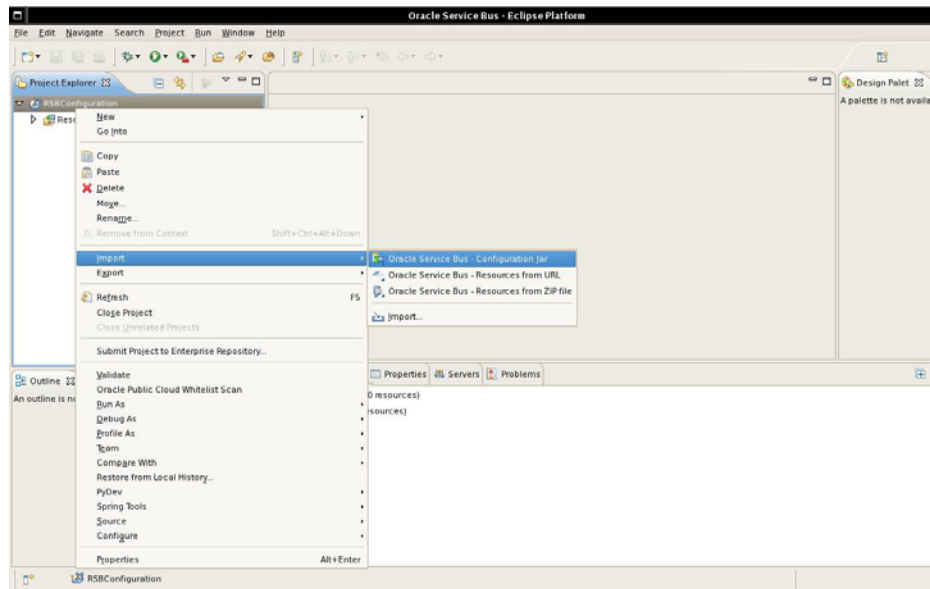 Oracle Service Bus - Eclipse Platform
File Edit Navigate Search Project Run Window Help
Project Explorer
Design Palet
RSBConfiguration
A palette is not availa
Reso
New
Go Into
Copy
Paste
Delete
Move...
Rename...
Remove from Context Shift+Ctrl+Alt+Down
Import
Oracle Service Bus - Configuration Jar
Export
Oracle Service Bus - Resources from URL
Oracle Service Bus - Resources from ZIP file
Refresh F5
Import...
Close Project
Close Unrelated Projects
Submit Project to Enterprise Repository...
Outline
Properties Servers Problems
An outline is no
0 resources)
esources)
Validate
Oracle Public Cloud Whitelist Scan
Run As
Debug As
Profile As
Team
Compare With
Restore from Local History...
PyDev
Spring Tools
Source
Configure
Properties Alt+Enter
RSBConfiguration